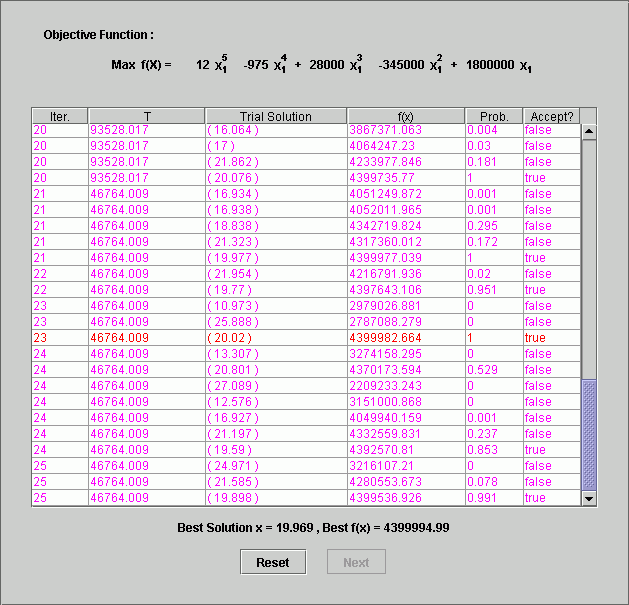 Objective Function :
Max f(X) = 12 x₁⁵ -975 x₁⁴ + 28000 x₁³ -345000 x₁² + 1800000 x₁
Iter. T Trial Solution f(x) Prob. Accept?
20 93528.017 ( 16.064 ) 3867371.063 0.004 false
20 93528.017 ( 17 ) 4064247.23 0.03 false
20 93528.017 ( 21.862 ) 4233977.846 0.181 false
20 93528.017 ( 20.076 ) 4399735.77 1 true
21 46764.009 ( 16.934 ) 4051249.872 0.001 false
21 46764.009 ( 16.938 ) 4052011.965 0.001 false
21 46764.009 ( 18.838 ) 4342719.824 0.295 false
21 46764.009 ( 21.323 ) 4317360.012 0.172 false
21 46764.009 ( 19.977 ) 4399977.039 1 true
22 46764.009 ( 21.954 ) 4216791.936 0.02 false
22 46764.009 ( 19.77 ) 4397643.106 0.951 true
23 46764.009 ( 10.973 ) 2979026.881 0 false
23 46764.009 ( 25.888 ) 2787088.279 0 false
23 46764.009 ( 20.02 ) 4399982.664 1 true
24 46764.009 ( 13.307 ) 3274158.295 0 false
24 46764.009 ( 20.801 ) 4370173.594 0.529 false
24 46764.009 ( 27.089 ) 2209233.243 0 false
24 46764.009 ( 12.576 ) 3151000.868 0 false
24 46764.009 ( 16.927 ) 4049940.159 0.001 false
24 46764.009 ( 21.197 ) 4332559.831 0.237 false
24 46764.009 ( 19.59 ) 4392570.81 0.853 true
25 46764.009 ( 24.971 ) 3216107.21 0 false
25 46764.009 ( 21.585 ) 4280553.673 0.078 false
25 46764.009 ( 19.898 ) 4399536.926 0.991 true
Best Solution x = 19.969 , Best f(x) = 4399994.99
Reset Next